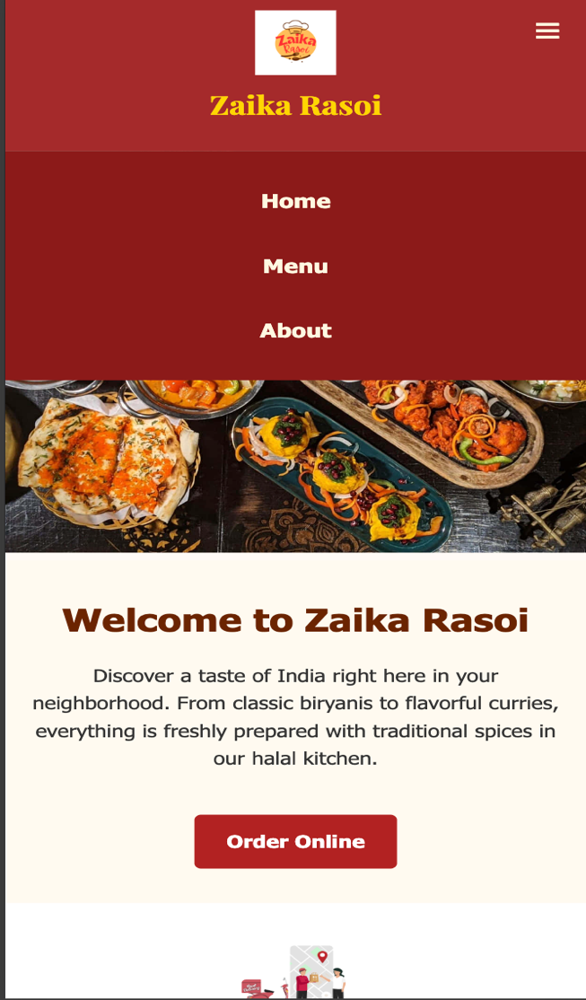 Zaika
Rasoi
Zaika Rasoi
Home
Menu
About
Welcome to Zaika Rasoi
Discover a taste of India right here in your
neighborhood. From classic biryanis to flavorful curries,
everything is freshly prepared with traditional spices in
our halal kitchen.
Order Online